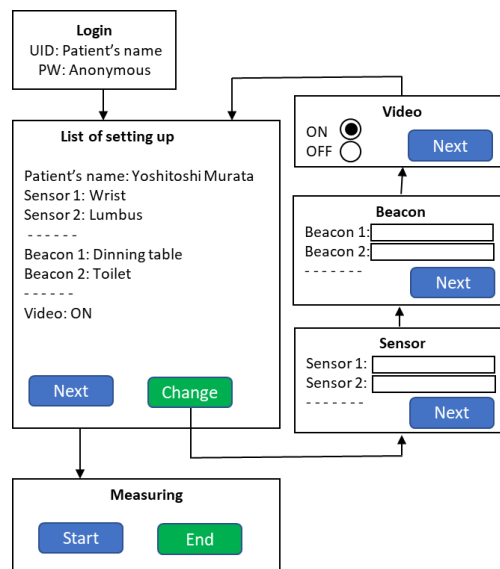 Login
UID: Patient's name
PW: Anonymous
List of setting up
Patient's name: Yoshitoshi Murata
Sensor 1: Wrist
Sensor 2: Lumbus
- - - - - -
Beacon 1: Dinning table
Beacon 2: Toilet
- - - - - -
Video: ON
Next
Change
Measuring
Start
End
Video
ON
OFF
Next
Beacon
Beacon 1:
Beacon 2:
- - - - - - -
Next
Sensor
Sensor 1:
Sensor 2:
- - - - - - -
Next